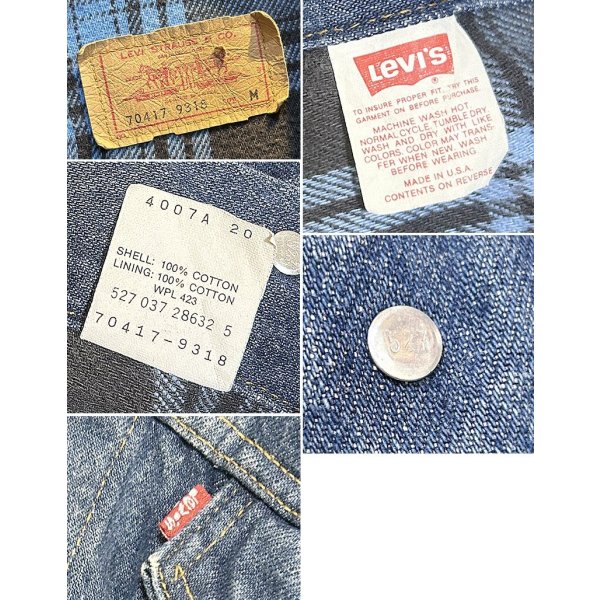 LEVI STRAUSS & CO.
70417 9318 M
LEVI'S
TO INSURE PROPER FIT, TRY THIS
GARMENT ON BEFORE PURCHASE.
MACHINE WASH HOT
NORMAL CYCLE, TUMBLE DRY.
WASH AND DRY WITH LIKE
COLORS. COLOR MAY TRANS-
FER WHEN NEW. WASH
BEFORE WEARING.
MADE IN U.S.A.
CONTENTS ON REVERSE
4007A 20
SHELL: 100% COTTON
LINING: 100% COTTON
WPL 423
527 037 28632 5
70417-9318
527
LEVI'S